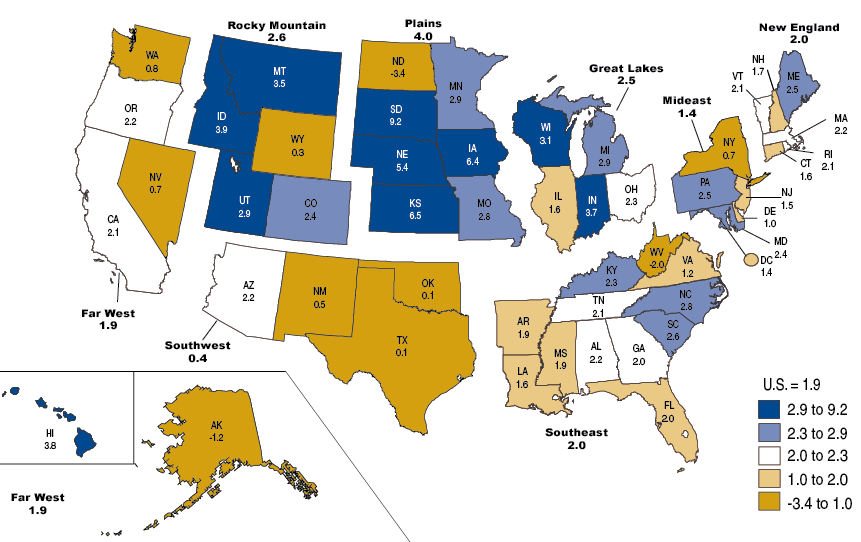 Rocky Mountain
2.6
Plains
4.0
New England
2.0
Great Lakes
2.5
Mideast
1.4
WA
0.8
OR
2.2
NV
0.7
CA
2.1
Far West
1.9
MT
3.5
ID
3.9
WY
0.3
UT
2.9
CO
2.4
ND
-3.4
MN
2.9
SD
9.2
NE
5.4
IA
6.4
KS
6.5
MO
2.8
WI
3.1
MI
2.9
IL
1.6
IN
3.7
OH
2.3
NH
1.7
VT
2.1
ME
2.5
MA
2.2
RI
2.1
CT
1.6
NY
0.7
PA
2.5
NJ
1.5
DE
1.0
MD
2.4
DC
1.4
AZ
2.2
NM
0.5
OK
0.1
TX
0.1
Southwest
0.4
WV
-2.0
VA
1.2
KY
2.3
NC
2.8
TN
2.1
SC
2.6
AR
1.9
LA
1.6
MS
1.9
AL
2.2
GA
2.0
FL
2.0
Southeast
2.0
HI
3.8
AK
-1.2
Far West
1.9
U.S. = 1.9
2.9 to 9.2
2.3 to 2.9
2.0 to 2.3
1.0 to 2.0
-3.4 to 1.0